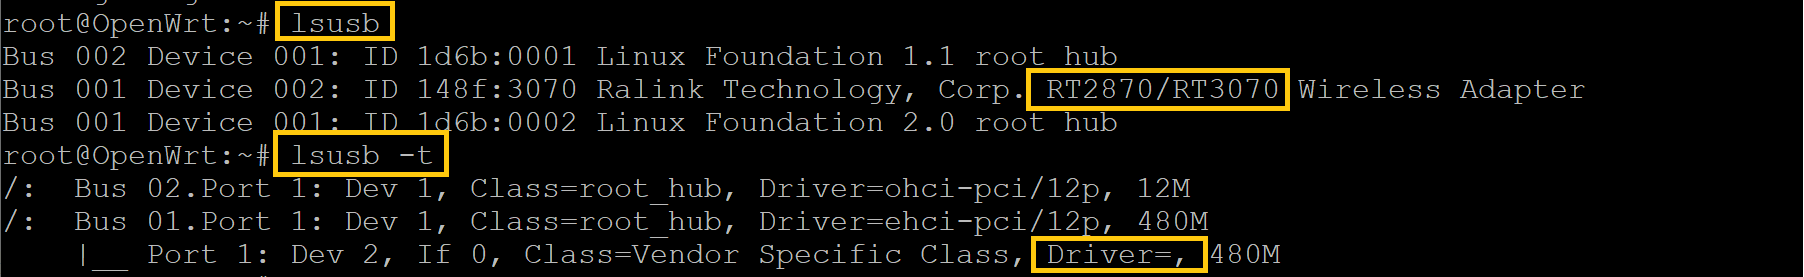 root@OpenWrt:~# lsusb
Bus 002 Device 001: ID 1d6b:0001 Linux Foundation 1.1 root hub
Bus 001 Device 002: ID 148f:3070 Ralink Technology, Corp. RT2870/RT3070 Wireless Adapter
Bus 001 Device 001: ID 1d6b:0002 Linux Foundation 2.0 root hub
root@OpenWrt:~# lsusb -t
/:  Bus 02.Port 1: Dev 1, Class=root_hub, Driver=ohci-pci/12p, 12M
/:  Bus 01.Port 1: Dev 1, Class=root_hub, Driver=ehci-pci/12p, 480M
    |__ Port 1: Dev 2, If 0, Class=Vendor Specific Class, Driver=, 480M